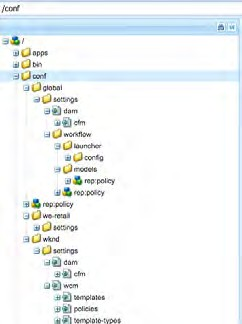 /conf
/
apps
bin
conf
global
settings
dam
cfm
workflow
launcher
config
models
rep:policy
rep:policy
rep:policy
we-retail
settings
wknd
settings
dam
cfm
wcm
templates
policies
template-types